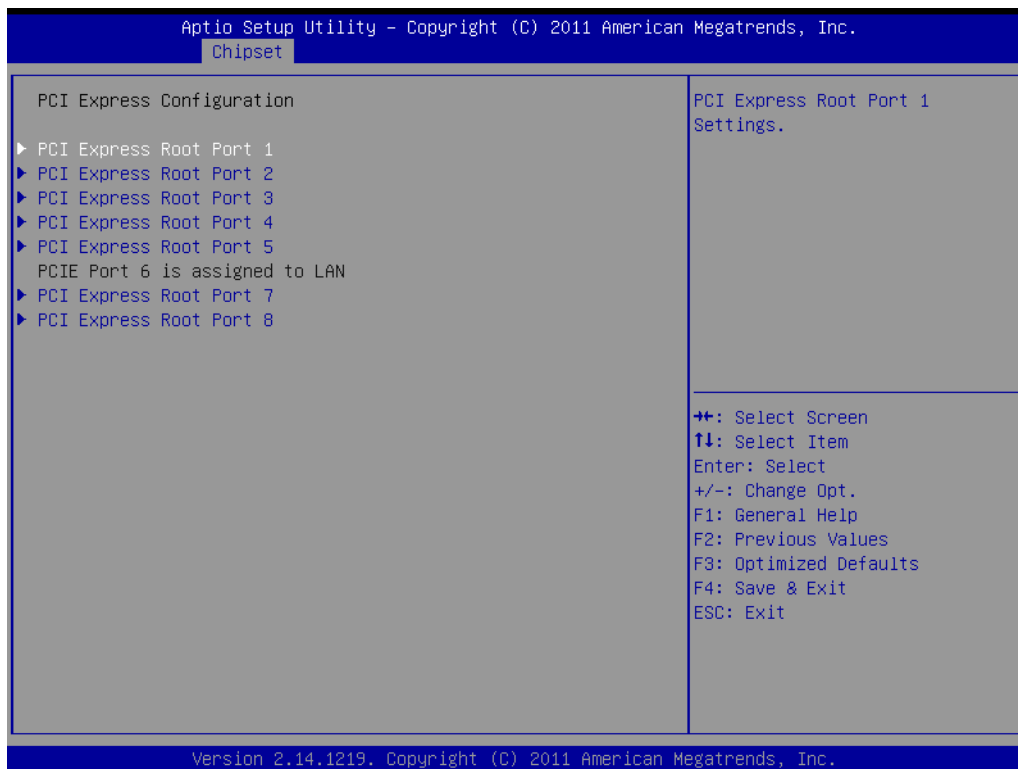 Aptio Setup Utility – Copyright (C) 2011 American Megatrends, Inc.
Chipset
PCI Express Configuration
PCI Express Root Port 1
PCI Express Root Port 2
PCI Express Root Port 3
PCI Express Root Port 4
PCI Express Root Port 5
PCIE Port 6 is assigned to LAN
PCI Express Root Port 7
PCI Express Root Port 8
PCI Express Root Port 1
Settings.
→←: Select Screen
↑↓: Select Item
Enter: Select
+/-: Change Opt.
F1: General Help
F2: Previous Values
F3: Optimized Defaults
F4: Save & Exit
ESC: Exit
Version 2.14.1219. Copyright (C) 2011 American Megatrends, Inc.